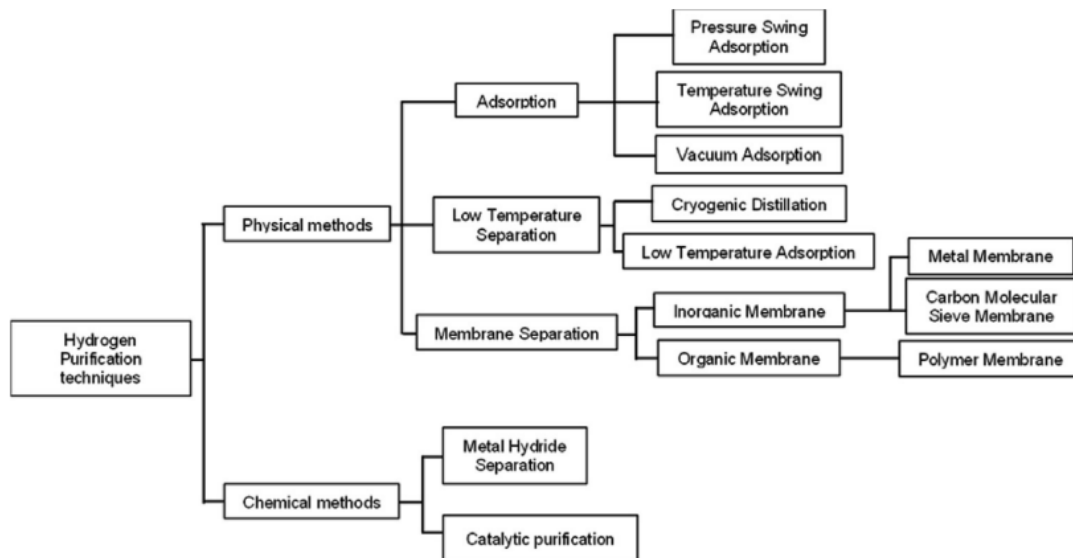 Pressure Swing
Adsorption
Adsorption
Temperature Swing
Adsorption
Vacuum Adsorption
Physical methods
Low Temperature
Separation
Cryogenic Distillation
Low Temperature Adsorption
Membrane Separation
Inorganic Membrane
Metal Membrane
Carbon Molecular
Sieve Membrane
Organic Membrane
Polymer Membrane
Hydrogen
Purification
techniques
Metal Hydride
Separation
Chemical methods
Catalytic purification